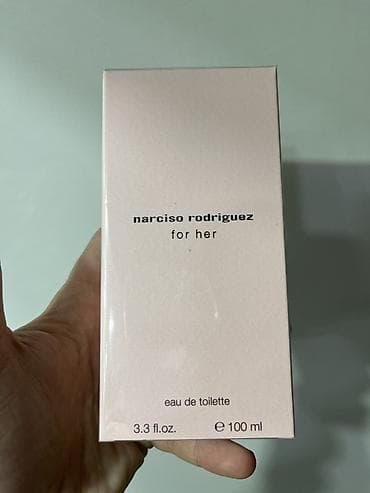 narciso rodriguez
for her
eau de toilette
3.3 fl.oz. ℮ 100 ml